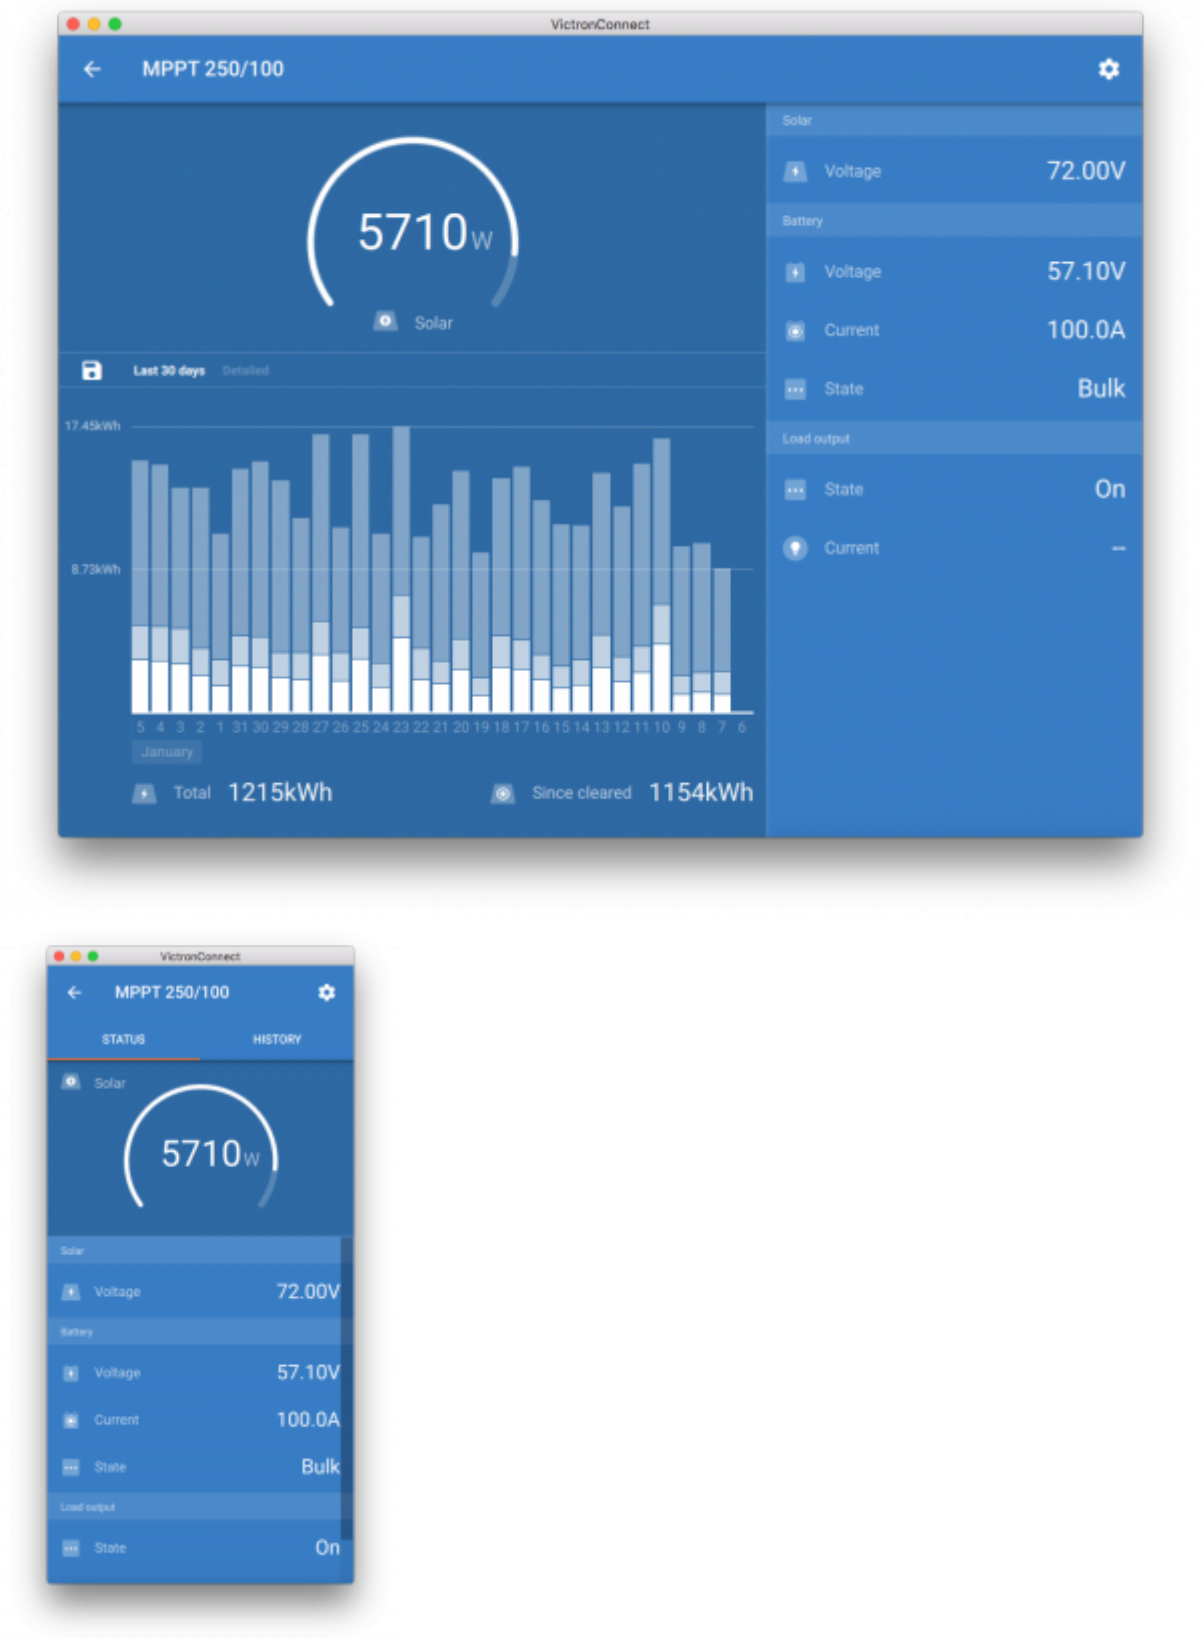 VictronConnect
MPPT 250/100
5710W
Solar
Last 30 days Detailed
17.45kWh
8.73kWh
5 4 3 2 1 31 30 29 28 27 26 25 24 23 22 21 20 19 18 17 16 15 14 13 12 11 10 9 8 7 6
January
Total 1215kWh Since cleared 1154kWh
Solar
Voltage 72.00V
Battery
Voltage 57.10V
Current 100.0A
State Bulk
Load output
State On
Current --
VictronConnect
MPPT 250/100
STATUS HISTORY
Solar
5710W
Solar
Voltage 72.00V
Battery
Voltage 57.10V
Current 100.0A
State Bulk
Load output
State On